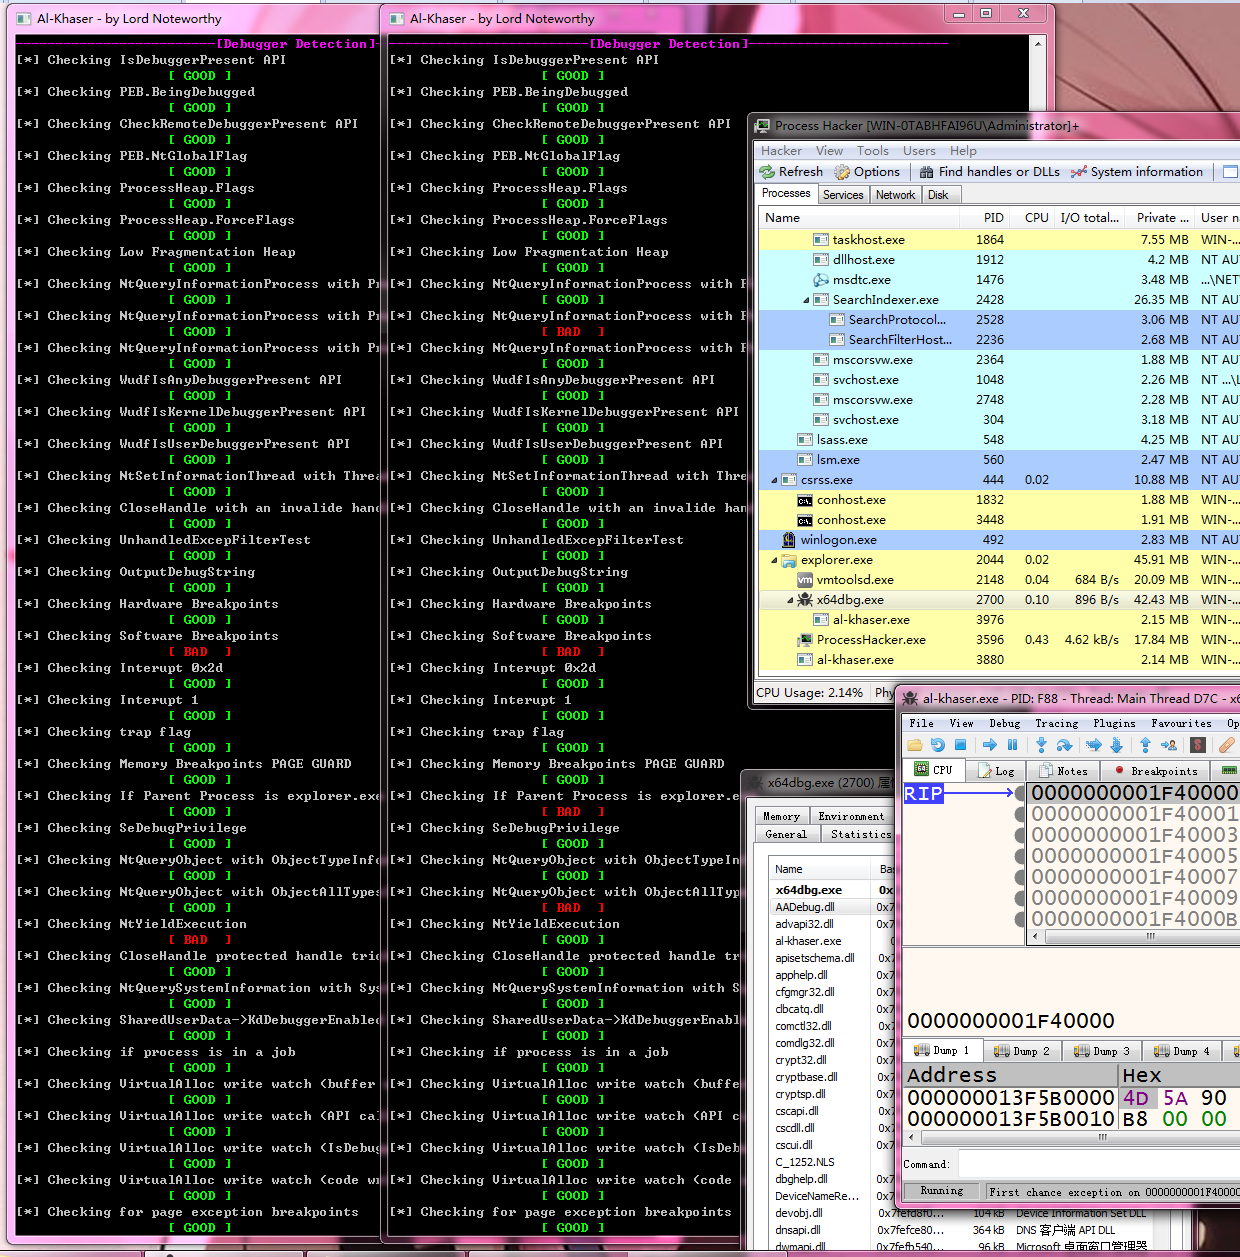 Al-Khaser - by Lord Noteworthy
[Debugger Detection]
[*] Checking IsDebuggerPresent API
[ GOOD ]
[*] Checking PEB.BeingDebugged
[ GOOD ]
[*] Checking CheckRemoteDebuggerPresent API
[ GOOD ]
[*] Checking PEB.NtGlobalFlag
[ GOOD ]
[*] Checking ProcessHeap.Flags
[ GOOD ]
[*] Checking ProcessHeap.ForceFlags
[ GOOD ]
[*] Checking Low Fragmentation Heap
[ GOOD ]
[*] Checking NtQueryInformationProcess with Pr
[ GOOD ]
[*] Checking NtQueryInformationProcess with Pr
[ GOOD ]
[*] Checking NtQueryInformationProcess with Pr
[ GOOD ]
[*] Checking WudfIsAnyDebuggerPresent API
[ GOOD ]
[*] Checking WudfIsKernelDebuggerPresent API
[ GOOD ]
[*] Checking WudfIsUserDebuggerPresent API
[ GOOD ]
[*] Checking NtSetInformationThread with Threa
[ GOOD ]
[*] Checking CloseHandle with an invalide hand
[ GOOD ]
[*] Checking UnhandledExcepFilterTest
[ GOOD ]
[*] Checking OutputDebugString
[ GOOD ]
[*] Checking Hardware Breakpoints
[ GOOD ]
[*] Checking Software Breakpoints
[ BAD ]
[*] Checking Interupt 0x2d
[ GOOD ]
[*] Checking Interupt 1
[ GOOD ]
[*] Checking trap flag
[ GOOD ]
[*] Checking Memory Breakpoints PAGE GUARD
[ GOOD ]
[*] Checking If Parent Process is explorer.exe
[ GOOD ]
[*] Checking SeDebugPrivilege
[ GOOD ]
[*] Checking NtQueryObject with ObjectTypeInfo
[ GOOD ]
[*] Checking NtQueryObject with ObjectAllTypes
[ GOOD ]
[*] Checking NtYieldExecution
[ BAD ]
[*] Checking CloseHandle protected handle tric
[ GOOD ]
[*] Checking NtQuerySystemInformation with Sys
[ GOOD ]
[*] Checking SharedUserData->KdDebuggerEnabled
[ GOOD ]
[*] Checking if process is in a job
[ GOOD ]
[*] Checking VirtualAlloc write watch (buffer
[ GOOD ]
[*] Checking VirtualAlloc write watch (API cal
[ GOOD ]
[*] Checking VirtualAlloc write watch (IsDebug
[ GOOD ]
[*] Checking VirtualAlloc write watch (code wr
[ GOOD ]
[*] Checking for page exception breakpoints
[ GOOD ]
Al-Khaser - by Lord Noteworthy
[Debugger Detection]
[*] Checking IsDebuggerPresent API
[ GOOD ]
[*] Checking PEB.BeingDebugged
[ GOOD ]
[*] Checking CheckRemoteDebuggerPresent API
[ GOOD ]
[*] Checking PEB.NtGlobalFlag
[ GOOD ]
[*] Checking ProcessHeap.Flags
[ GOOD ]
[*] Checking ProcessHeap.ForceFlags
[ GOOD ]
[*] Checking Low Fragmentation Heap
[ GOOD ]
[*] Checking NtQueryInformationProcess with P
[ GOOD ]
[*] Checking NtQueryInformationProcess with P
[ BAD ]
[*] Checking NtQueryInformationProcess with P
[ GOOD ]
[*] Checking WudfIsAnyDebuggerPresent API
[ GOOD ]
[*] Checking WudfIsKernelDebuggerPresent API
[ GOOD ]
[*] Checking WudfIsUserDebuggerPresent API
[ GOOD ]
[*] Checking NtSetInformationThread with Thre
[ GOOD ]
[*] Checking CloseHandle with an invalide han
[ GOOD ]
[*] Checking UnhandledExcepFilterTest
[ GOOD ]
[*] Checking OutputDebugString
[ GOOD ]
[*] Checking Hardware Breakpoints
[ GOOD ]
[*] Checking Software Breakpoints
[ BAD ]
[*] Checking Interupt 0x2d
[ GOOD ]
[*] Checking Interupt 1
[ GOOD ]
[*] Checking trap flag
[ GOOD ]
[*] Checking Memory Breakpoints PAGE GUARD
[ GOOD ]
[*] Checking If Parent Process is explorer.e
[ BAD ]
[*] Checking SeDebugPrivilege
[ GOOD ]
[*] Checking NtQueryObject with ObjectTypeIn
[ GOOD ]
[*] Checking NtQueryObject with ObjectAllTyp
[ BAD ]
[*] Checking NtYieldExecution
[ GOOD ]
[*] Checking CloseHandle protected handle tr
[ GOOD ]
[*] Checking NtQuerySystemInformation with S
[ GOOD ]
[*] Checking SharedUserData->KdDebuggerEnabl
[ GOOD ]
[*] Checking if process is in a job
[ GOOD ]
[*] Checking VirtualAlloc write watch (buffe
[ GOOD ]
[*] Checking VirtualAlloc write watch (API c
[ GOOD ]
[*] Checking VirtualAlloc write watch (IsDeb
[ GOOD ]
[*] Checking VirtualAlloc write watch (code
[ GOOD ]
[*] Checking for page exception breakpoints
[ GOOD ]
Process Hacker [WIN-0TABHFAI96U\Administrator]+
Hacker View Tools Users Help
Refresh Options Find handles or DLLs System information
Processes Services Network Disk
Name PID CPU I/O total... Private ... User na
taskhost.exe 1864 7.55 MB WIN-...
dllhost.exe 1912 4.2 MB NT AU
msdtc.exe 1476 3.48 MB ...\NET
SearchIndexer.exe 2428 26.35 MB NT AU
SearchProtocol... 2528 3.06 MB NT AU
SearchFilterHost... 2236 2.68 MB NT AU
mscorsvw.exe 2364 1.88 MB NT AU
svchost.exe 1048 2.26 MB NT ...\L
mscorsvw.exe 2748 2.28 MB NT AU
svchost.exe 304 3.18 MB NT AU
lsass.exe 548 4.25 MB NT AU
lsm.exe 560 2.47 MB NT AU
csrss.exe 444 0.02 10.88 MB NT AU
conhost.exe 1832 1.88 MB WIN-...
conhost.exe 3448 1.91 MB WIN-...
winlogon.exe 492 2.83 MB NT AU
explorer.exe 2044 0.02 45.91 MB WIN-...
vmtoolsd.exe 2148 0.04 684 B/s 20.09 MB WIN-...
x64dbg.exe 2700 0.10 896 B/s 42.43 MB WIN-...
al-khaser.exe 3976 2.15 MB WIN-...
ProcessHacker.exe 3596 0.43 4.62 kB/s 17.84 MB WIN-...
al-khaser.exe 3880 2.14 MB WIN-...
CPU Usage: 2.14% Phy
x64dbg.exe (2700) 属
Memory Environment
General Statistics
Name Bas
x64dbg.exe 0x
AADebug.dll 0x7
advapi32.dll 0x7
al-khaser.exe
apisetschema.dll 0x7
apphelp.dll 0x7
cfgmgr32.dll 0x7
clbcatq.dll 0x7
comctl32.dll 0x7
comdlg32.dll 0x7
crypt32.dll 0x7
cryptbase.dll 0x7
cryptsp.dll 0x7
cscapi.dll 0x7
cscdll.dll 0x7
cscui.dll 0x7
C_1252.NLS
dbghelp.dll 0x7
DeviceNameRe... 0x7
devobj.dll 0x7fefd8f0... 104 kB Device Information Set DLL
dnsapi.dll 0x7fefce80... 364 kB DNS 客户端 API DLL
dwmapi.dll 0x7fefb540... 96 kB Microsoft 桌面窗口管理器
al-khaser.exe - PID: F88 - Thread: Main Thread D7C - x6
File View Debug Tracing Plugins Favourites Op
CPU Log Notes Breakpoints
RIP 0000000001F40000
0000000001F40001
0000000001F40003
0000000001F40005
0000000001F40007
0000000001F40009
0000000001F4000B
0000000001F40000
Dump 1 Dump 2 Dump 3 Dump 4
Address Hex
000000013F5B0000 4D 5A 90
000000013F5B0010 B8 00 00
Command:
Running First chance exception on 0000000001F40000